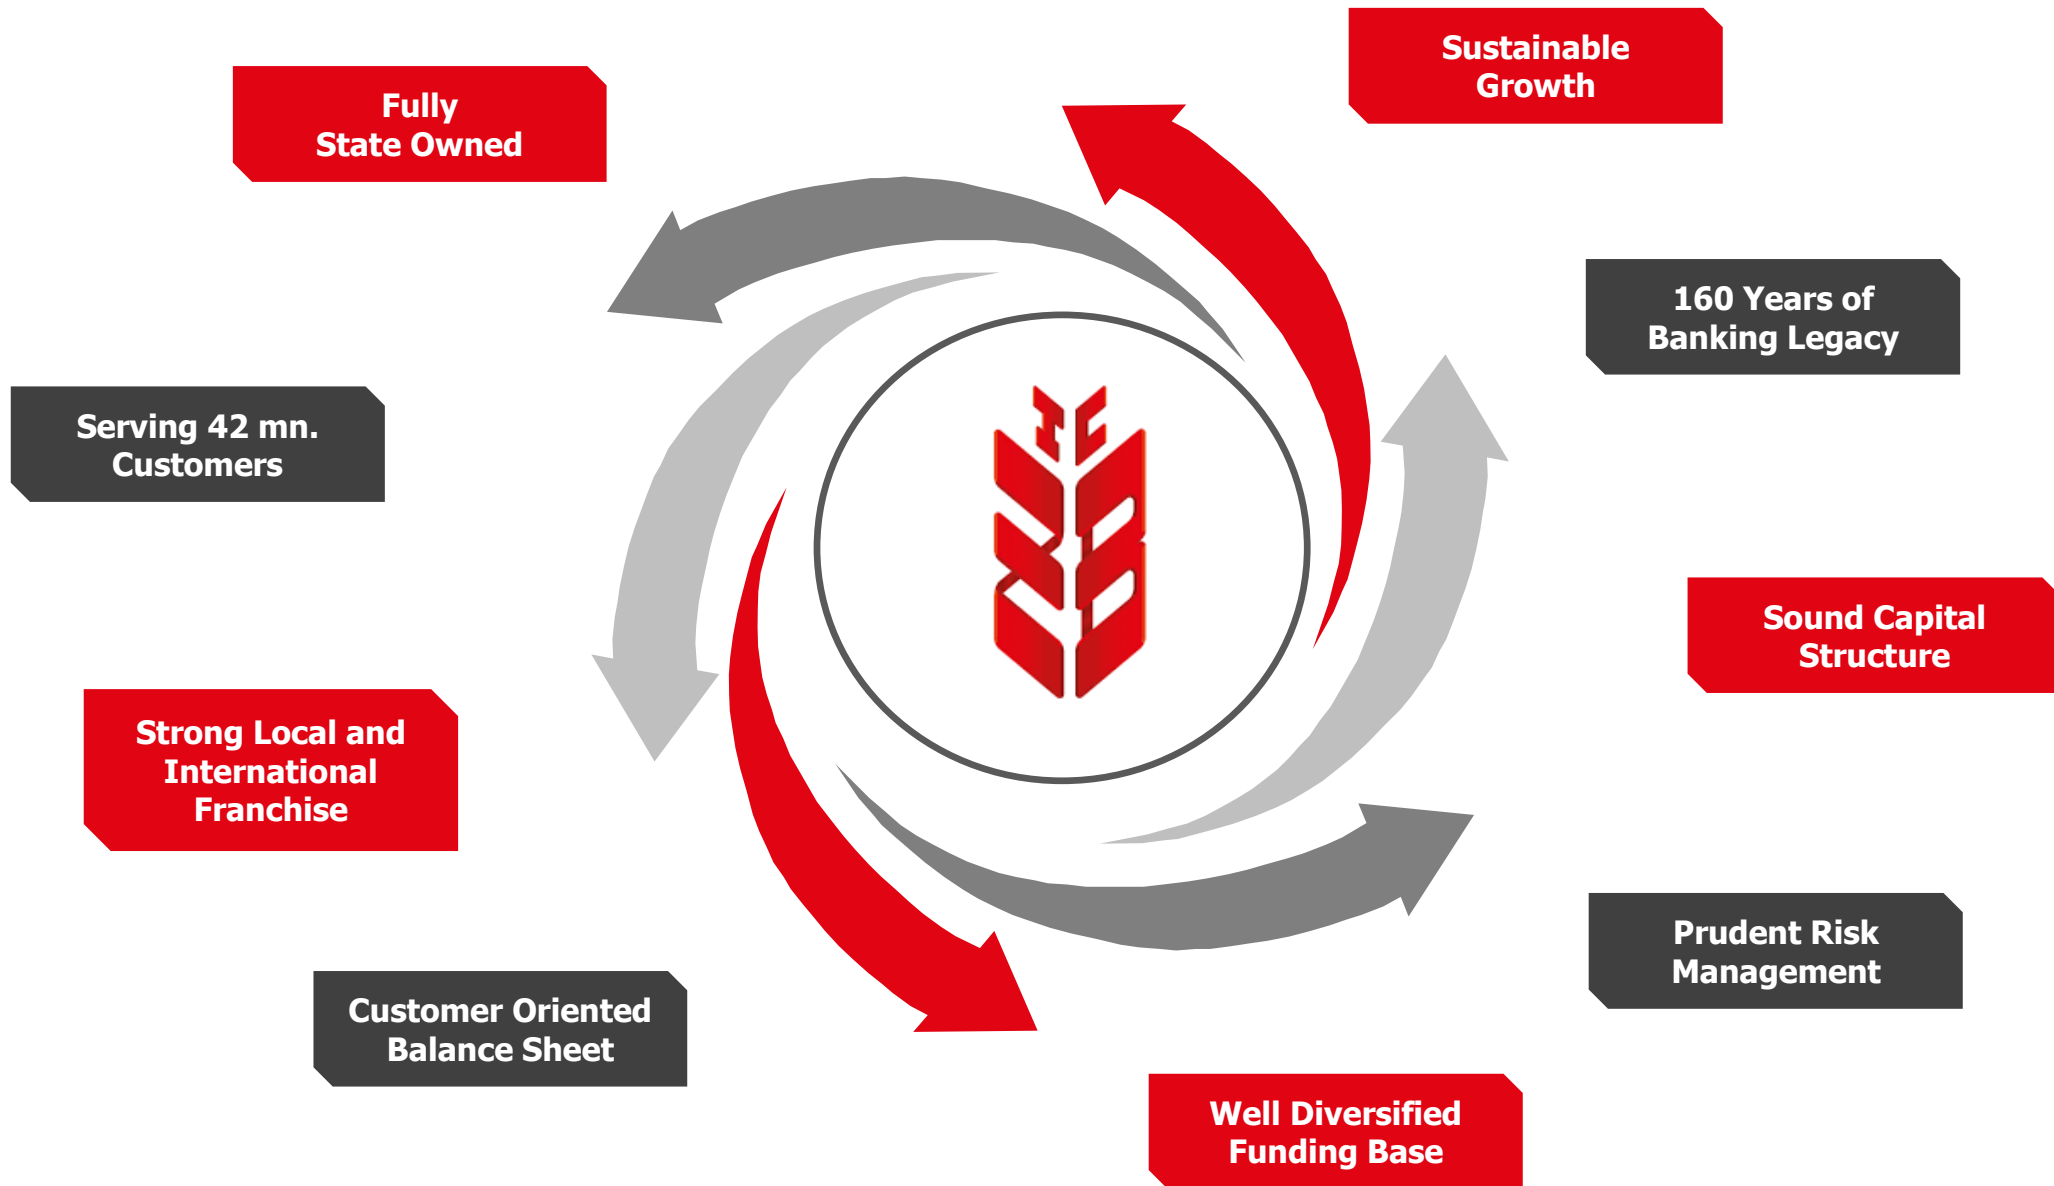 Sustainable
Growth
Fully
State Owned
160 Years of
Banking Legacy
Serving 42 mn.
Customers
Sound Capital
Structure
Strong Local and
International
Franchise
Prudent Risk
Management
Customer Oriented
Balance Sheet
Well Diversified
Funding Base